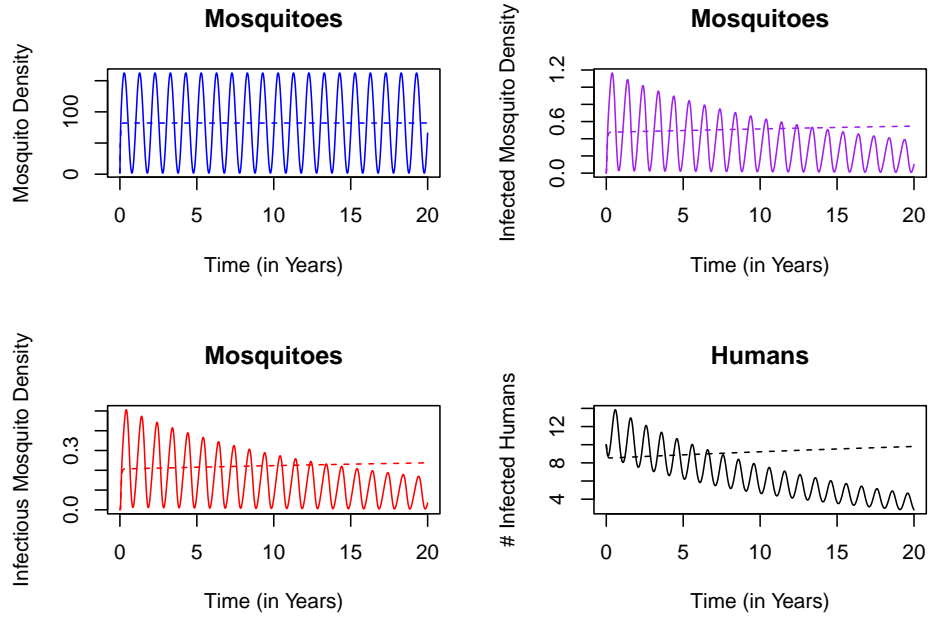 Mosquitoes
Mosquito Density
0
100
0 5 10 15 20
Time (in Years)
Mosquitoes
Infected Mosquito Density
0.0 0.6 1.2
0 5 10 15 20
Time (in Years)
Mosquitoes
Infectious Mosquito Density
0.0 0.3
0 5 10 15 20
Time (in Years)
Humans
# Infected Humans
4 8 12
0 5 10 15 20
Time (in Years)